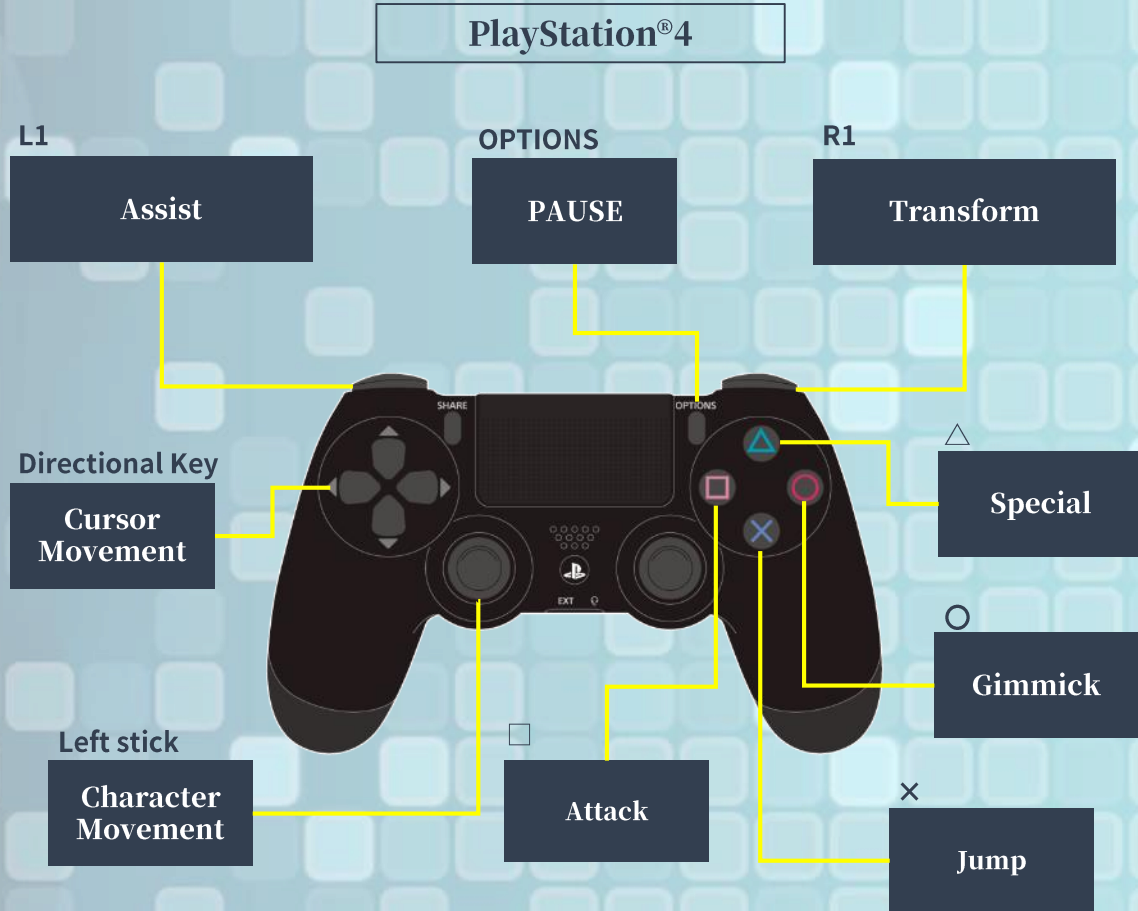 PlayStation®4
L1
Assist
OPTIONS
PAUSE
R1
Transform
SHARE
OPTIONS
△
Special
Directional Key
Cursor
Movement
EXT
○
Gimmick
Left stick
Character
Movement
□
Attack
×
Jump